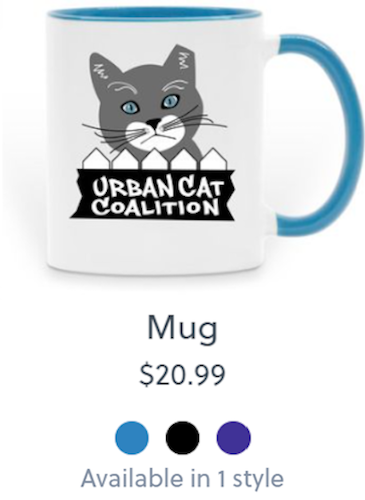 URBAN CAT
COALITION
Mug
$20.99
Available in 1 style